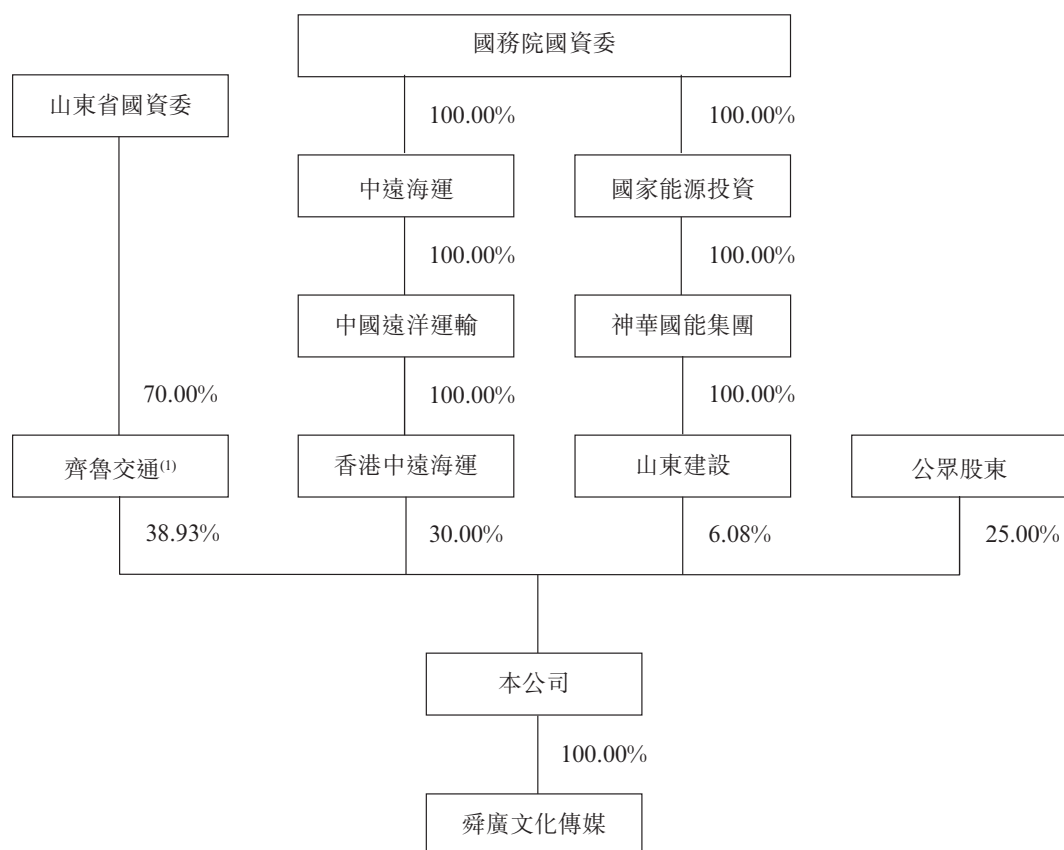 國務院國資委
山東省國資委
100.00%
100.00%
中遠海運
國家能源投資
100.00%
100.00%
中國遠洋運輸
神華國能集團
70.00%
100.00%
100.00%
齊魯交通(1)
香港中遠海運
山東建設
公眾股東
38.93%
30.00%
6.08%
25.00%
本公司
100.00%
舜廣文化傳媒